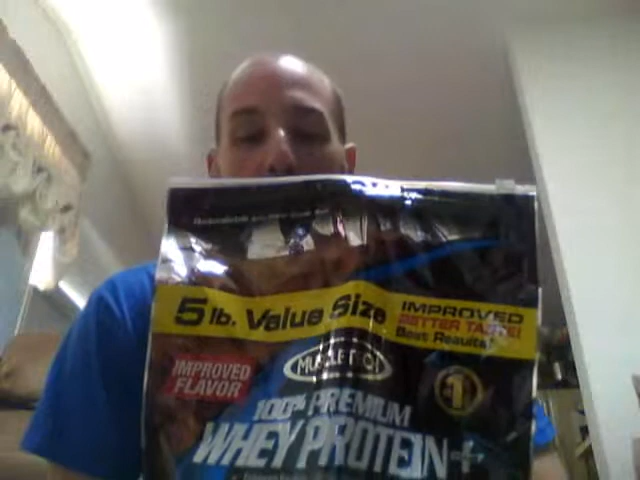 5 lb. Value Size
IMPROVED
BETTER TASTE!
Best Results!
MUSCLETECH
IMPROVED
FLAVOR
#1
100% PREMIUM
WHEY PROTEIN+